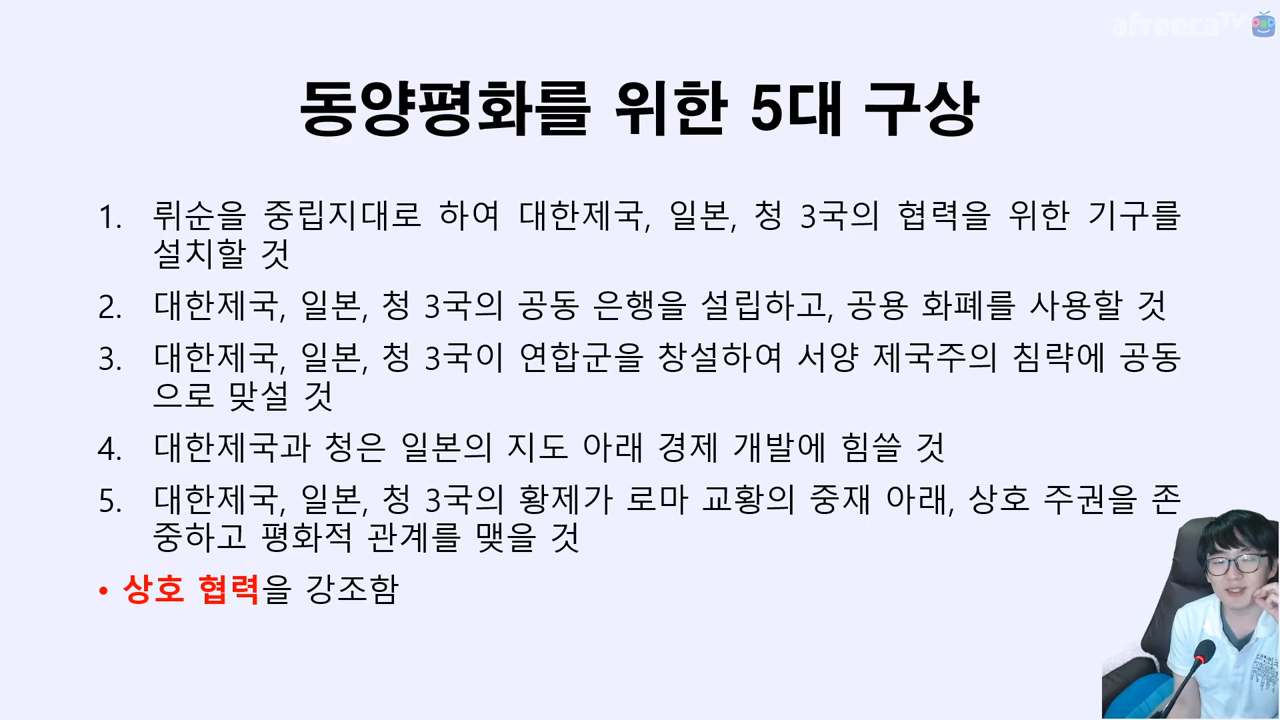 afreecaTV
동양평화를 위한 5대 구상
1. 뤼순을 중립지대로 하여 대한제국, 일본, 청 3국의 협력을 위한 기구를
설치할 것
2. 대한제국, 일본, 청 3국의 공동 은행을 설립하고, 공용 화폐를 사용할 것
3. 대한제국, 일본, 청 3국이 연합군을 창설하여 서양 제국주의 침략에 공동
으로 맞설 것
4. 대한제국과 청은 일본의 지도 아래 경제 개발에 힘쓸 것
5. 대한제국, 일본, 청 3국의 황제가 로마 교황의 중재 아래, 상호 주권을 존
중하고 평화적 관계를 맺을 것
• 상호 협력을 강조함